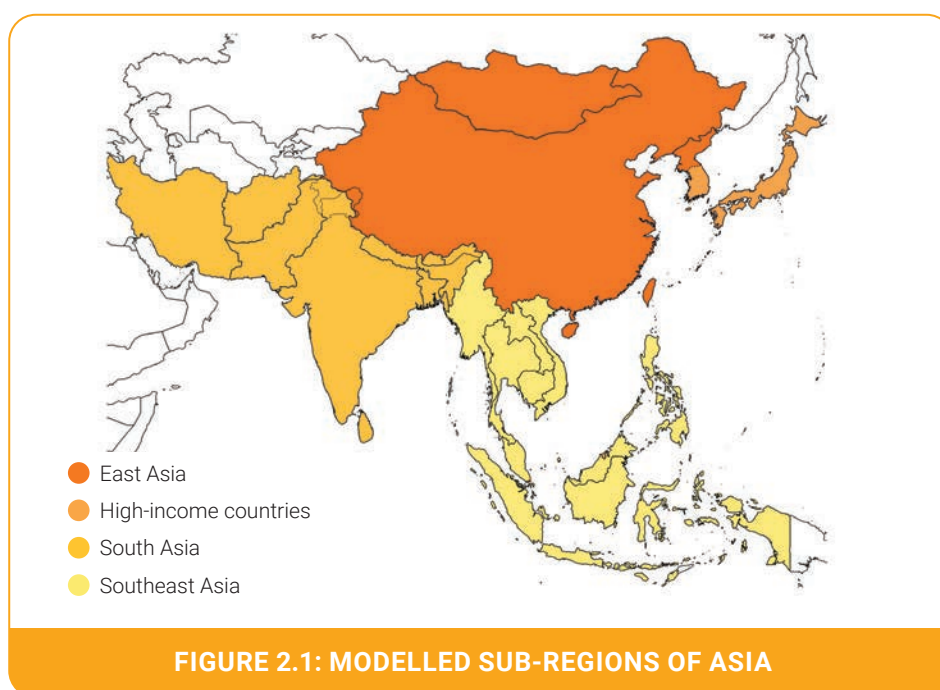 East Asia
High-income countries
South Asia
Southeast Asia
FIGURE 2.1: MODELLED SUB-REGIONS OF ASIA